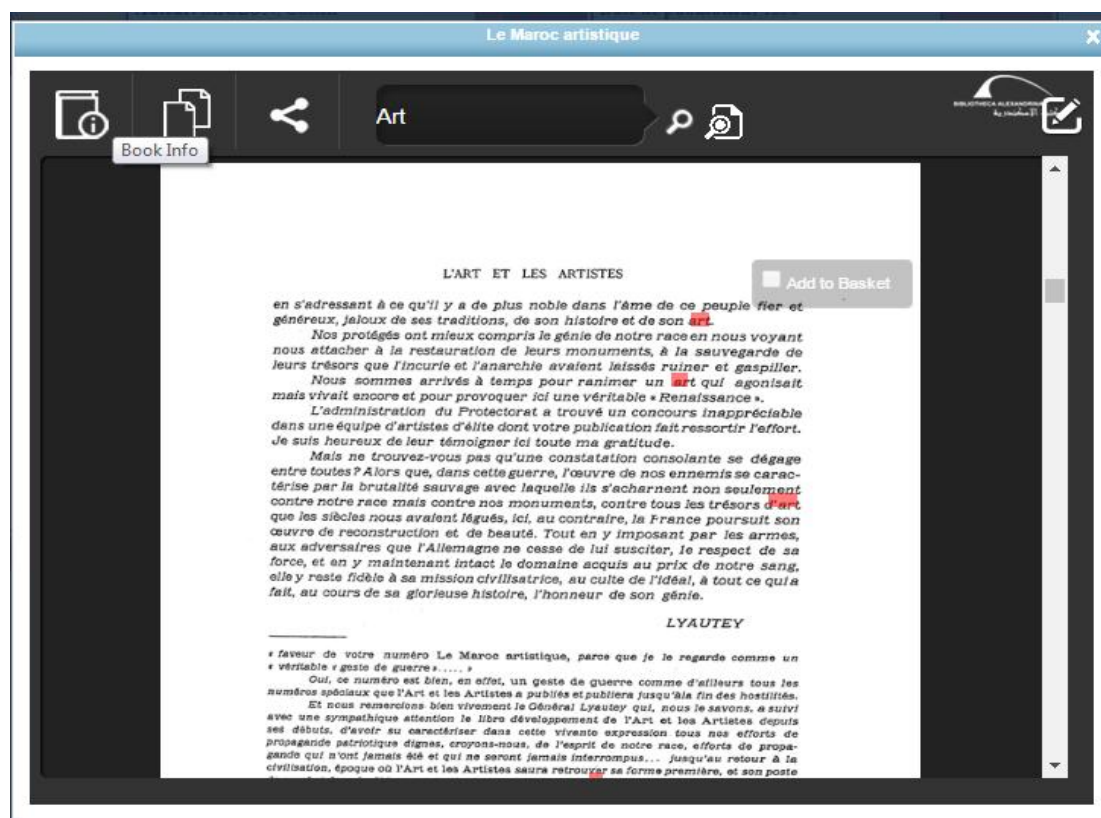 Le Maroc artistique
Art
Book Info
BIBLIOTHECA ALEXANDRINA
L'ART ET LES ARTISTES
Add to Basket
en s'adressant à ce qu'il y a de plus noble dans l'âme de ce peuple fier et
généreux, jaloux de ses traditions, de son histoire et de son art.
Nos protégés ont mieux compris le génie de notre race en nous voyant
nous attacher à la restauration de leurs monuments, à la sauvegarde de
leurs trésors que l'incurie et l'anarchie avaient laissés ruiner et gaspiller.
Nous sommes arrivés à temps pour ranimer un art qui agonisait
mais vivait encore et pour provoquer ici une véritable « Renaissance ».
L'administration du Protectorat a trouvé un concours inappréciable
dans une équipe d'artistes d'élite dont votre publication fait ressortir l'effort.
Je suis heureux de leur témoigner ici toute ma gratitude.
Mais ne trouvez-vous pas qu'une constatation consolante se dégage
entre toutes ? Alors que, dans cette guerre, l'œuvre de nos ennemis se carac-
térise par la brutalité sauvage avec laquelle ils s'acharnent non seulement
contre notre race mais contre nos monuments, contre tous les trésors d'art
que les siècles nous avaient légués, ici, au contraire, la France poursuit son
œuvre de reconstruction et de beauté. Tout en y imposant par les armes,
aux adversaires que l'Allemagne ne cesse de lui susciter, le respect de sa
force, et en y maintenant intact le domaine acquis au prix de notre sang,
elle y reste fidèle à sa mission civilisatrice, au culte de l'idéal, à tout ce qui a
fait, au cours de sa glorieuse histoire, l'honneur de son génie.
LYAUTEY
« faveur de votre numéro Le Maroc artistique, parce que je le regarde comme un
« véritable « geste de guerre »..... »
Oui, ce numéro est bien, en effet, un geste de guerre comme d'ailleurs tous les
numéros spéciaux que l'Art et les Artistes a publiés et publiera jusqu'à la fin des hostilités.
Et nous remercions bien vivement le Général Lyautey qui, nous le savons, a suivi
avec une sympathique attention le libre développement de l'Art et les Artistes depuis
ses débuts, d'avoir su caractériser dans cette vivante expression tous nos efforts de
propagande patriotique dignes, croyons-nous, de l'esprit de notre race, efforts de propa-
gande qui n'ont jamais été et qui ne seront jamais interrompus... jusqu'au retour à la
civilisation, époque où l'Art et les Artistes saura retrouver sa forme première, et son poste